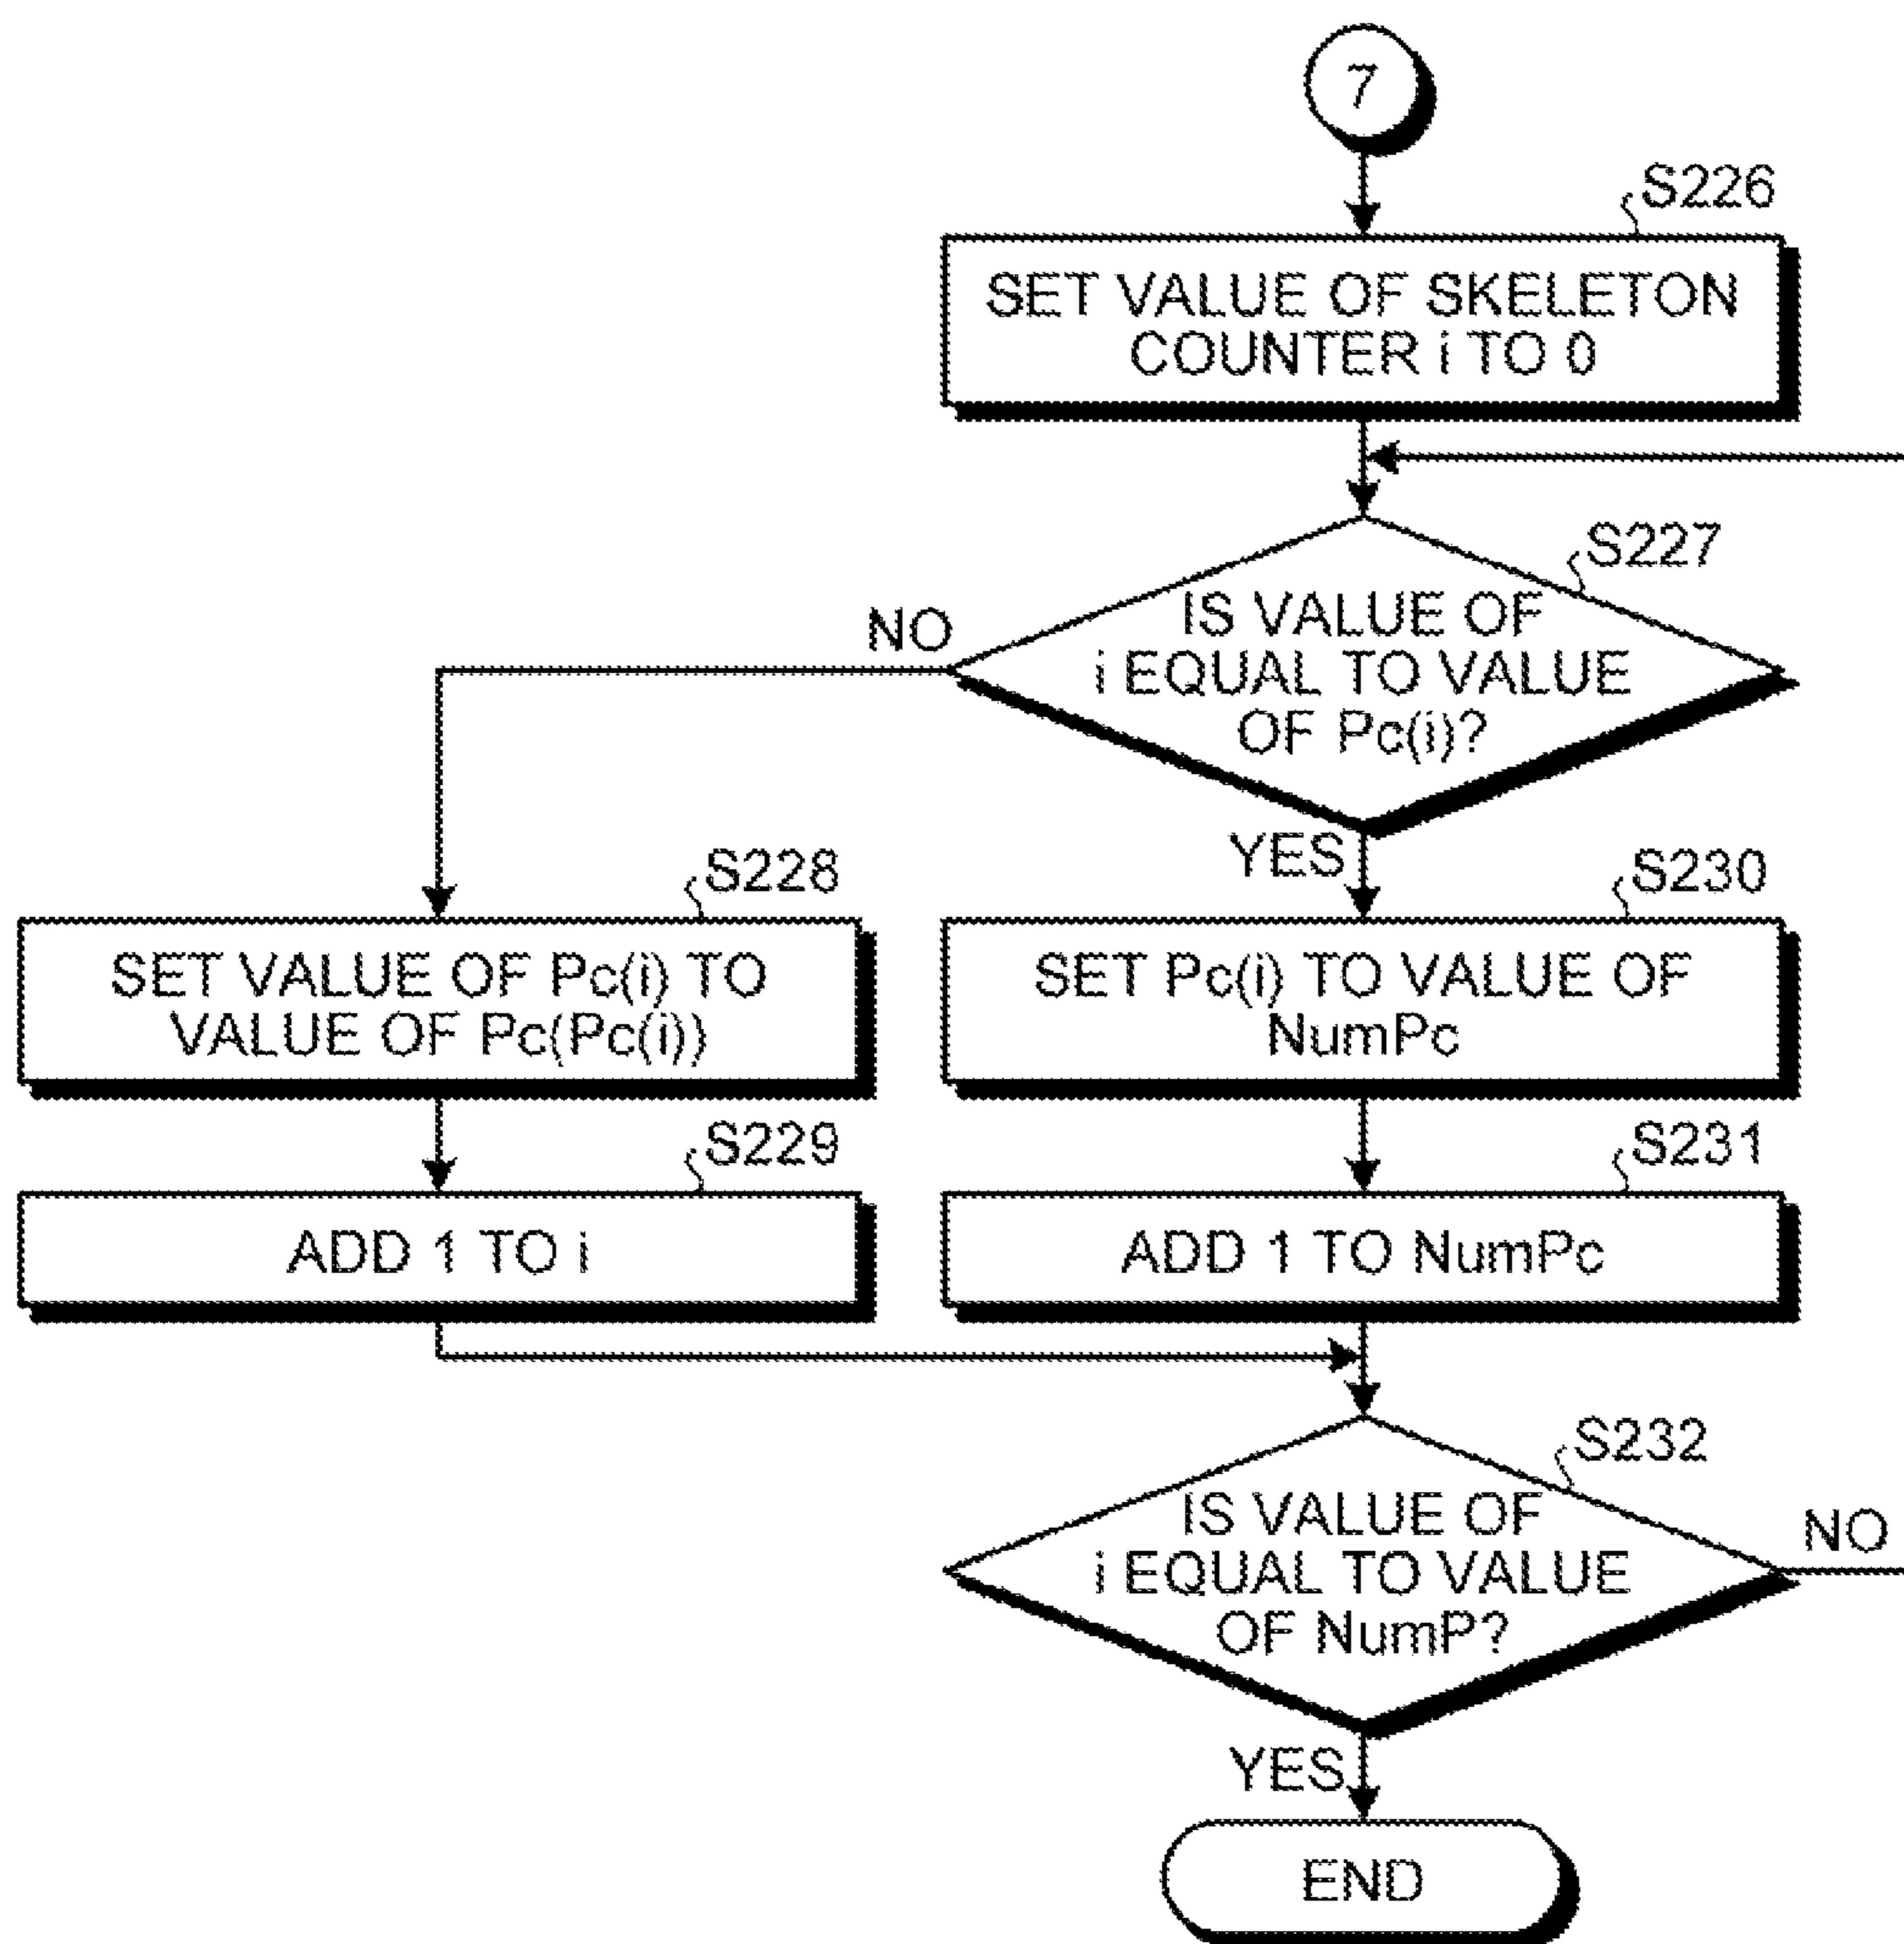 7
S226
SET VALUE OF SKELETON
COUNTER i TO 0
S227
IS VALUE OF
i EQUAL TO VALUE
OF Pc(i)?
NO
YES
S228
SET VALUE OF Pc(i) TO
VALUE OF Pc(Pc(i))
S230
SET Pc(i) TO VALUE OF
NumPc
S229
ADD 1 TO i
S231
ADD 1 TO NumPc
S232
IS VALUE OF
i EQUAL TO VALUE
OF NumP?
NO
YES
END